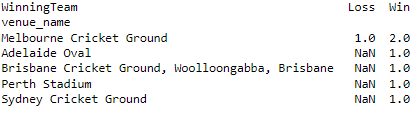 WinningTeam Loss Win
venue_name
Melbourne Cricket Ground 1.0 2.0
Adelaide Oval NaN 1.0
Brisbane Cricket Ground, Woolloongabba, Brisbane NaN 1.0
Perth Stadium NaN 1.0
Sydney Cricket Ground NaN 1.0